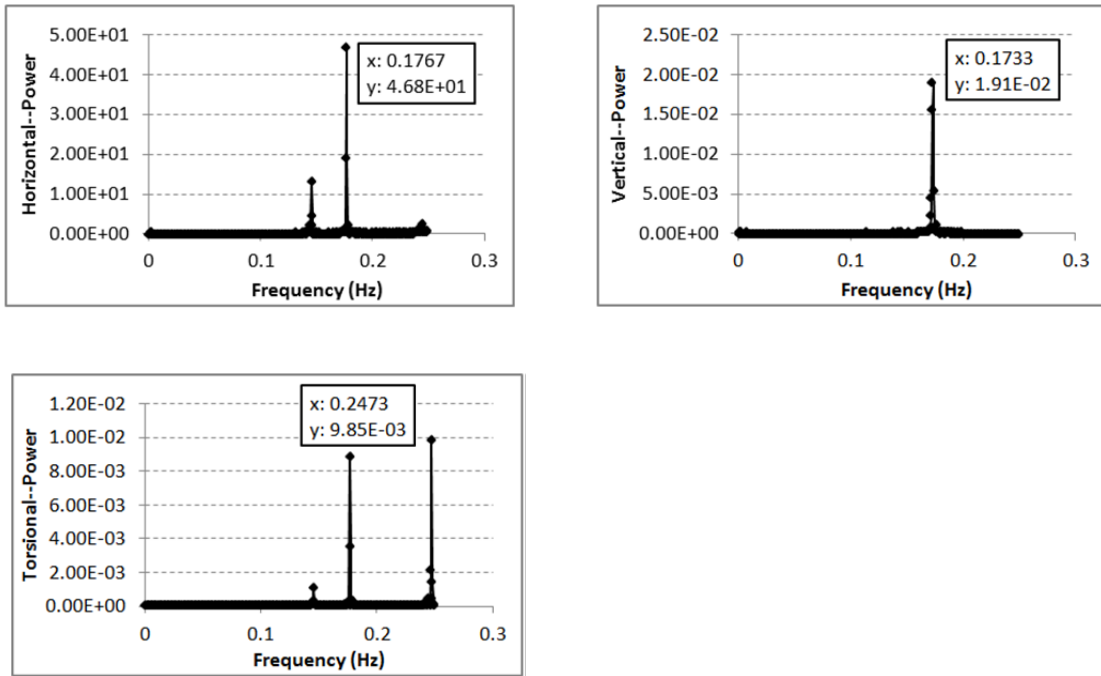 5.00E+01
4.00E+01
3.00E+01
2.00E+01
1.00E+01
0.00E+00
Horizontal--Power
x: 0.1767
y: 4.68E+01
0 0.1 0.2 0.3
Frequency (Hz)
2.50E-02
2.00E-02
1.50E-02
1.00E-02
5.00E-03
0.00E+00
Vertical--Power
x: 0.1733
y: 1.91E-02
0 0.1 0.2 0.3
Frequency (Hz)
1.20E-02
1.00E-02
8.00E-03
6.00E-03
4.00E-03
2.00E-03
0.00E+00
Torsional--Power
x: 0.2473
y: 9.85E-03
0 0.1 0.2 0.3
Frequency (Hz)